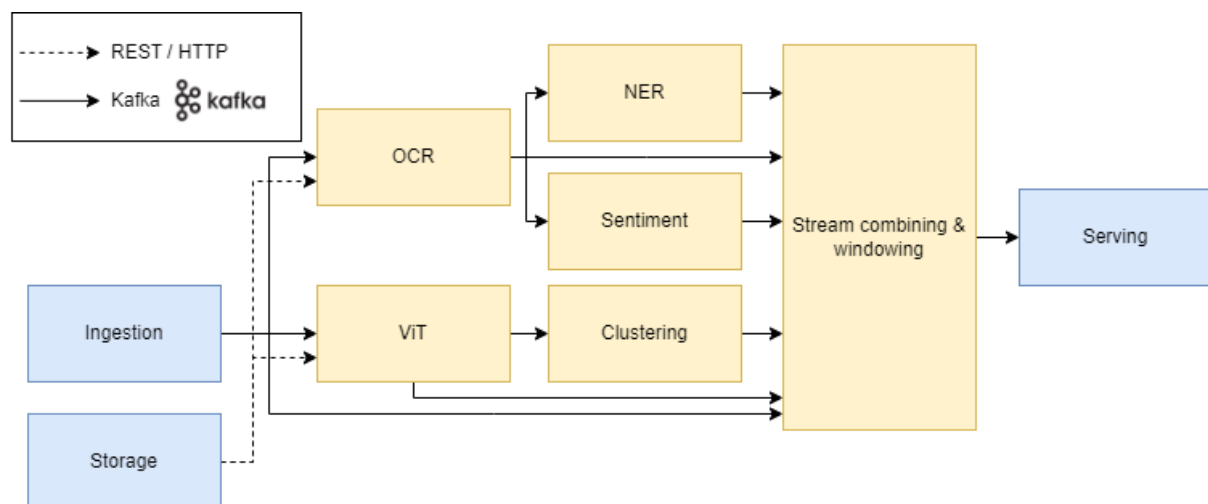 REST / HTTP
Kafka kafka
NER
OCR
Sentiment
Stream combining &
windowing
Serving
Ingestion
ViT
Clustering
Storage